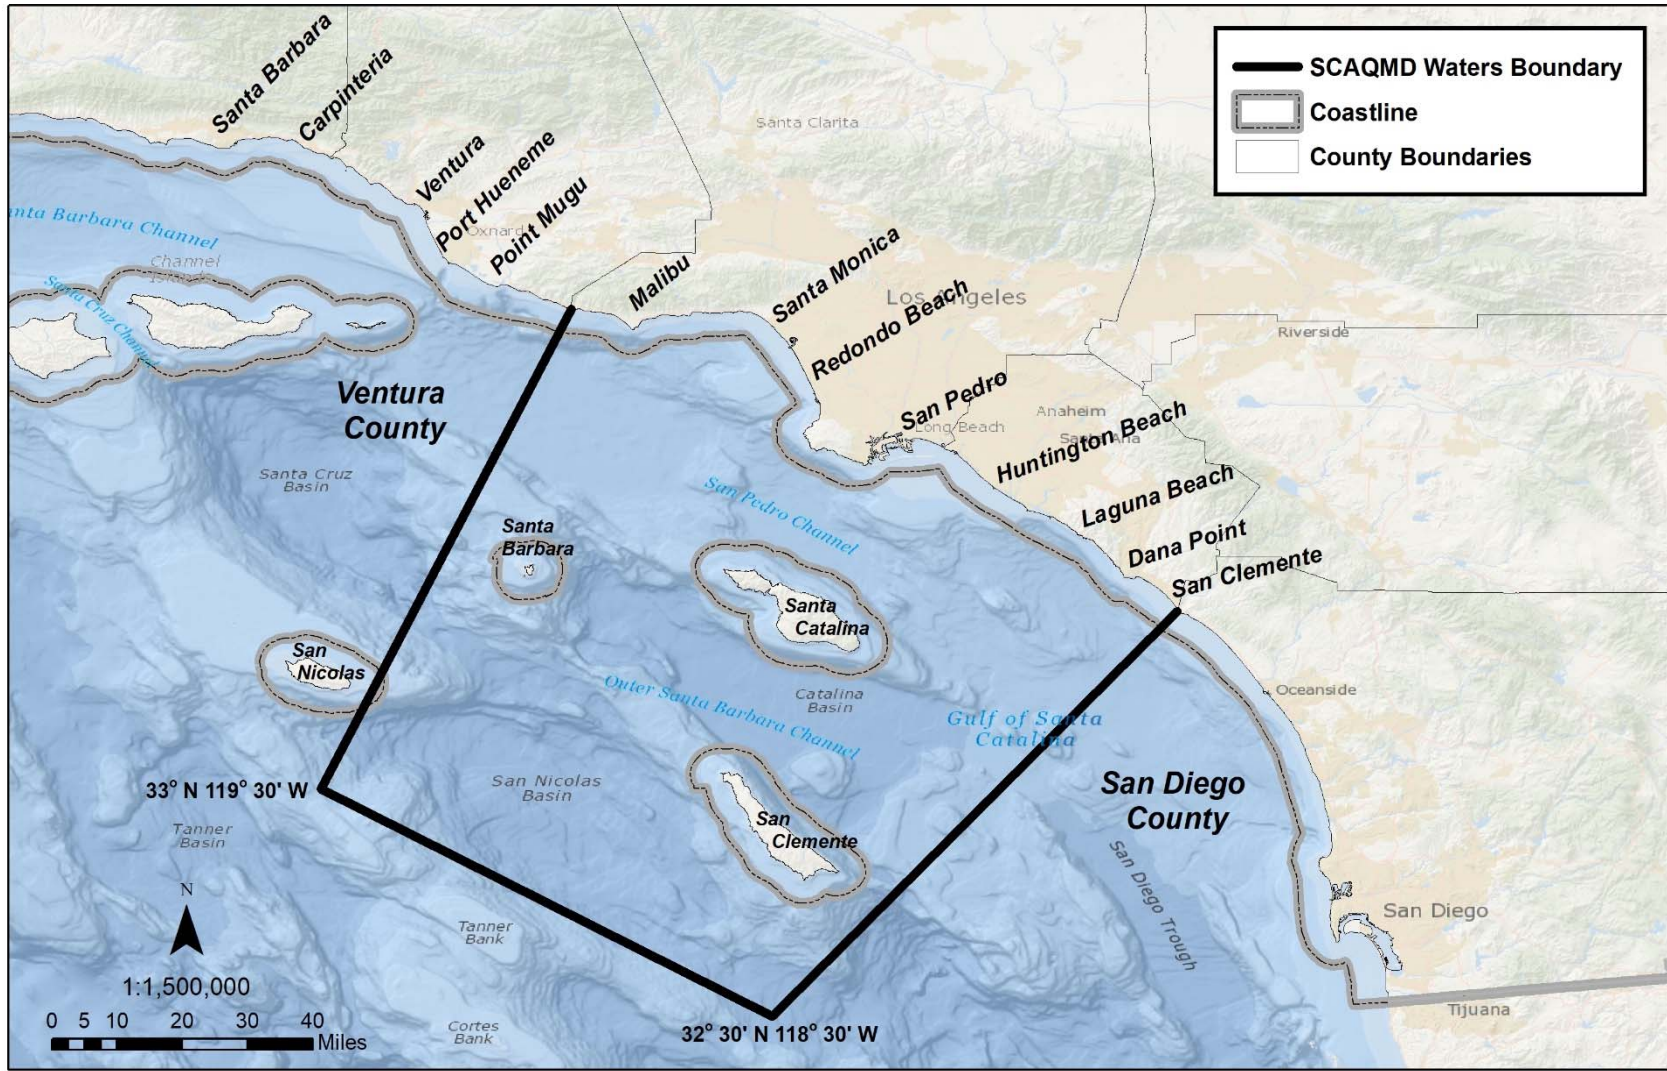 Santa Barbara
Carpinteria
Ventura
Port Hueneme
Point Mugu
Malibu
Santa Monica
Redondo Beach
San Pedro
Huntington Beach
Laguna Beach
Dana Point
San Clemente
SCAQMD Waters Boundary
Coastline
County Boundaries
Santa Clarita
Oxnard
Los Angeles
Riverside
Anaheim
Santa Ana
Long Beach
Oceanside
San Diego
Tijuana
anta Barbara Channel
Channel
Islands
Santa Cruz Channel
Ventura
County
Santa Cruz
Basin
San Pedro Channel
Santa
Barbara
Santa
Catalina
San
Nicolas
Outer Santa Barbara Channel
Catalina
Basin
Gulf of Santa
Catalina
San Nicolas
Basin
San
Clemente
San Diego
County
San Diego Trough
33° N 119° 30' W
Tanner
Basin
Tanner
Bank
Cortes
Bank
32° 30' N 118° 30' W
N
1:1,500,000
0 5 10 20 30 40
Miles